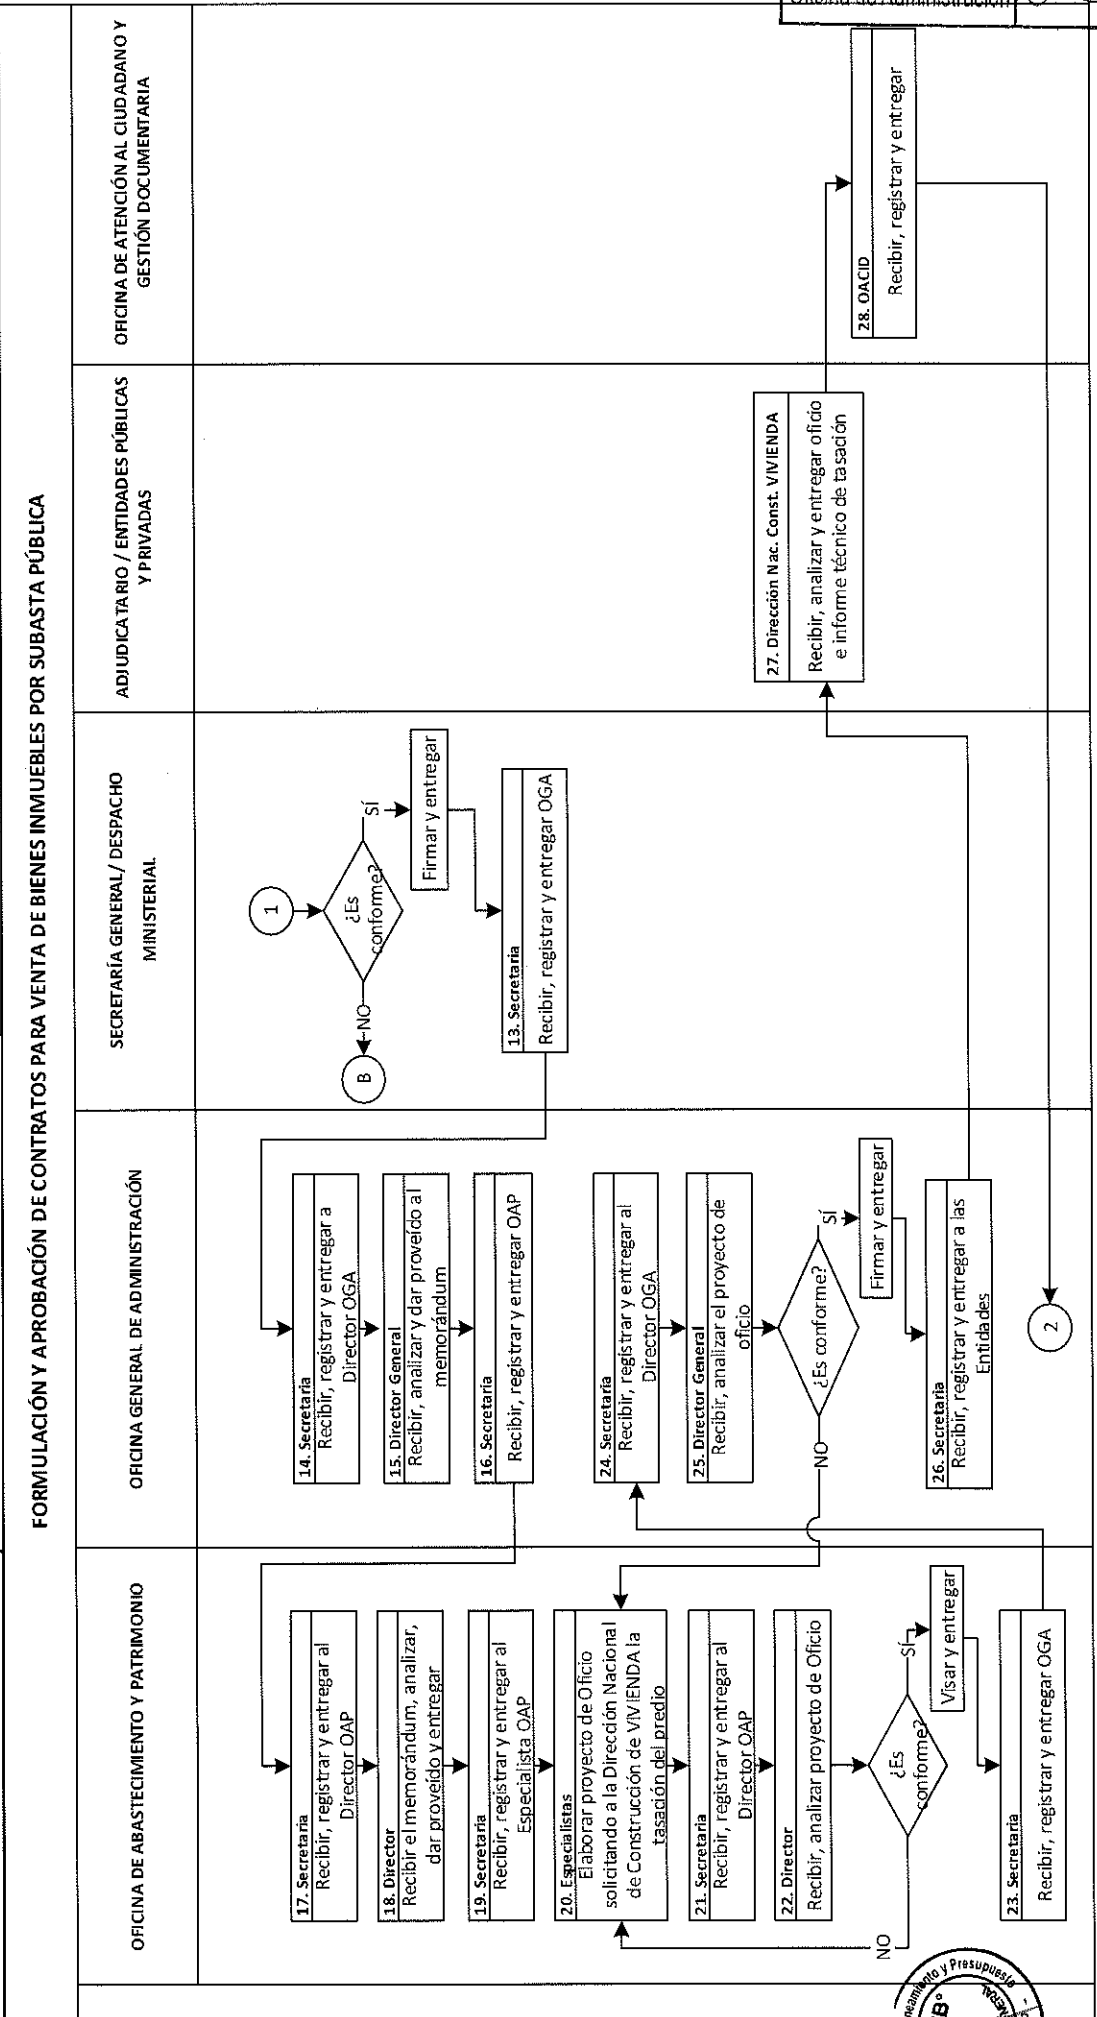 FORMULACIÓN Y APROBACIÓN DE CONTRATOS PARA VENTA DE BIENES INMUEBLES POR SUBASTA PÚBLICA
OFICINA DE ABASTECIMIENTO Y PATRIMONIO
17. Secretaria
Recibir, registrar y entregar al
Director OAP
18. Director
Recibir el memorándum, analizar,
dar proveído y entregar
19. Secretaria
Recibir, registrar y entregar al
Especialista OAP
20. Especialistas
Elaborar proyecto de Oficio
solicitando a la Direción Nacional
de Construcción de VIVIENDA la
tasación del predio
21. Secretaria
Recibir, registrar y entregar al
Director OAP
22. Director
Recibir, analizar proyecto de Oficio
¿Es
conforme?
NO
SÍ
Visar y entregar
23. Secretaria
Recibir, registrar y entregar OGA
OFICINA GENERAL DE ADMINISTRACIÓN
14. Secretaria
Recibir, registrar y entregar a
Director OGA
15. Director General
Recibir, analizar y dar proveído al
memorándum
16. Secretaria
Recibir, registrar y entregar OAP
24. Secretaria
Recibir, registrar y entregar al
Director OGA
25. Director General
Recibir, analizar el proyecto de
oficio
¿Es conforme?
NO
SÍ
Firmar y entregar
26. Secretaria
Recibir, registrar y entregar a las
Entidades
2
SECRETARÍA GENERAL/ DESPACHO
MINISTERIAL
1
¿Es
conforme?
NO
B
SÍ
Firmar y entregar
13. Secretaria
Recibir, registrar y entregar OGA
ADJUDICATARIO / ENTIDADES PÚBLICAS
Y PRIVADAS
27. Dirección Nac. Const. VIVIENDA
Recibir, analizar y entregar oficio
e informe técnico de tasación
OFICINA DE ATENCIÓN AL CIUDADANO Y
GESTIÓN DOCUMENTARIA
28. OACID
Recibir, registrar y entregar
Oficina de Administración
y Presupuesto